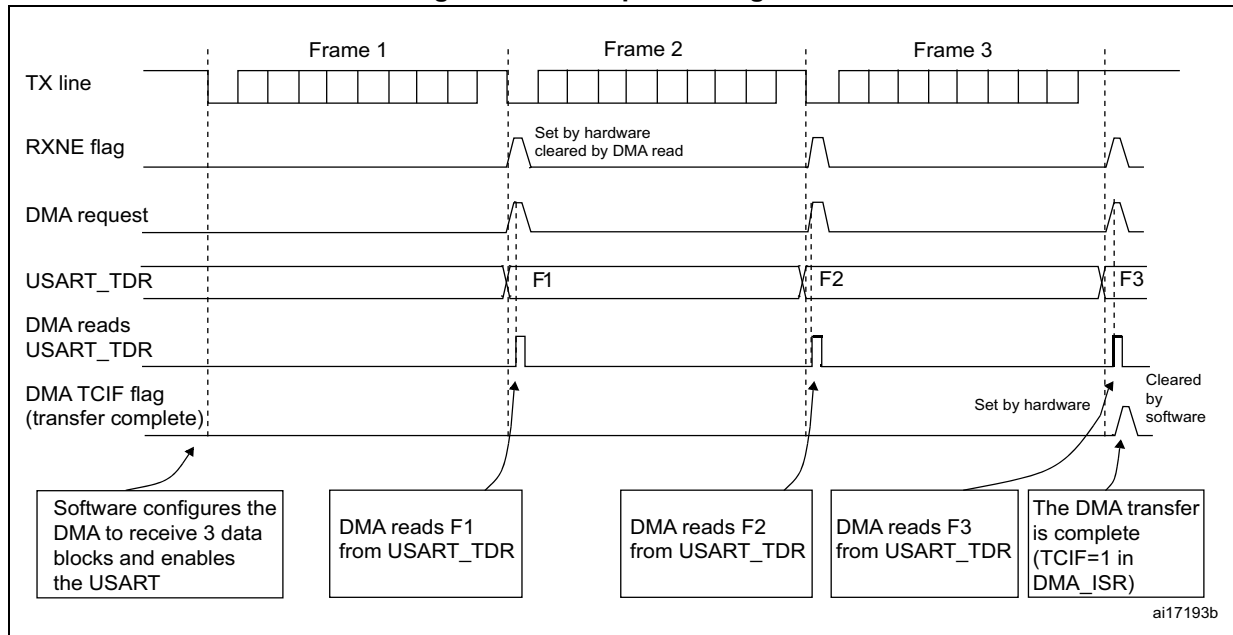 Frame 1
Frame 2
Frame 3
TX line
RXNE flag
Set by hardware
cleared by DMA read
DMA request
USART_TDR
F1
F2
F3
DMA reads
USART_TDR
DMA TCIF flag
(transfer complete)
Set by hardware
Cleared
by
software
Software configures the
DMA to receive 3 data
blocks and enables
the USART
DMA reads F1
from USART_TDR
DMA reads F2
from USART_TDR
DMA reads F3
from USART_TDR
The DMA transfer
is complete
(TCIF=1 in
DMA_ISR)
ai17193b